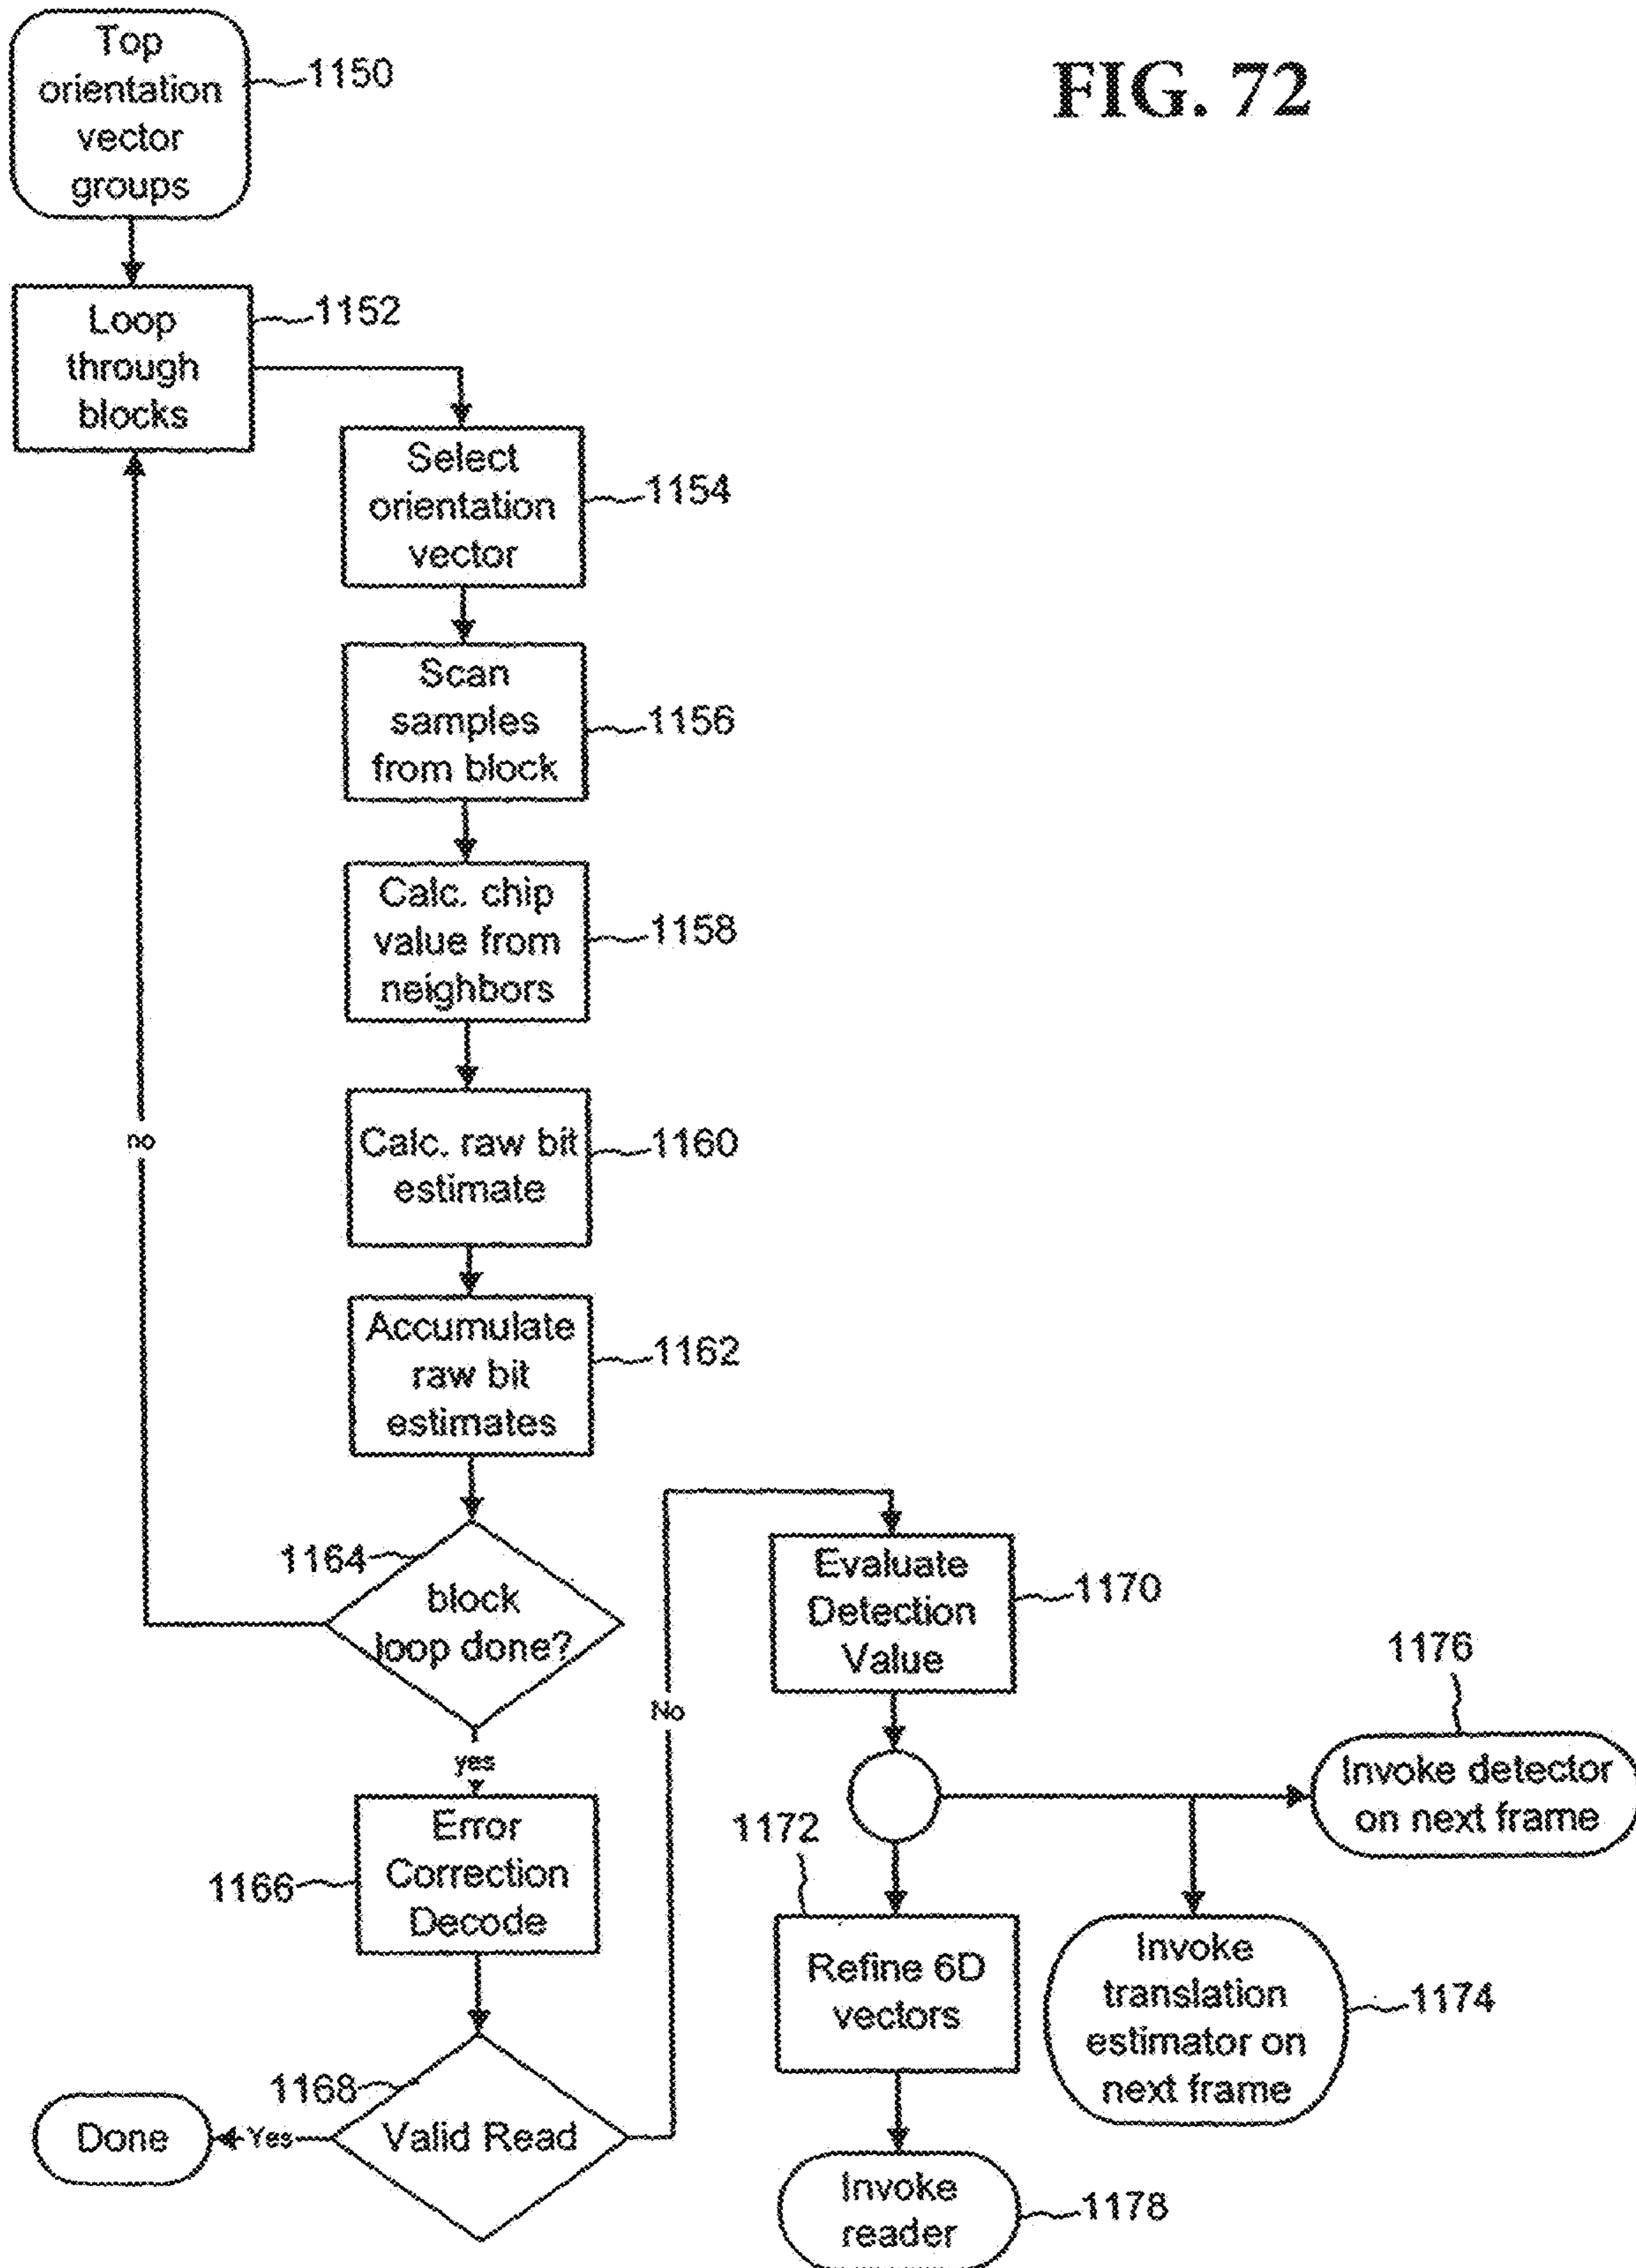 FIG. 72
Top
orientation
vector
groups
1150
Loop
through
blocks
1152
Select
orientation
vector
1154
Scan
samples
from block
1156
Calc. chip
value from
neighbors
1158
no
Calc. raw bit
estimate
1160
Accumulate
raw bit
estimates
1162
1164
block
loop done?
yes
Error
Correction
Decode
1166
1168
Valid Read
Yes
Done
No
Evaluate
Detection
Value
1170
1176
Invoke detector
on next frame
1172
Refine 6D
vectors
Invoke
translation
estimator on
next frame
1174
Invoke
reader
1178